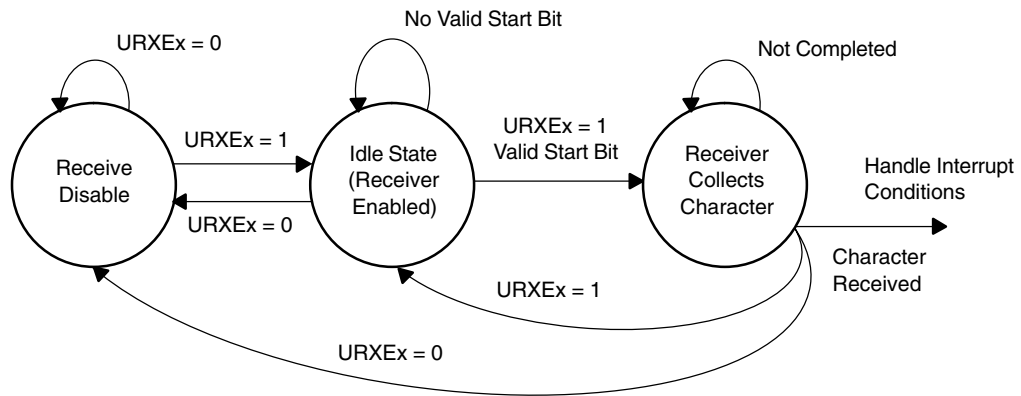 No Valid Start Bit
URXEx = 0
Not Completed
URXEx = 1
URXEx = 1
Valid Start Bit
Receive
Disable
Idle State
(Receiver
Enabled)
Receiver
Collects
Character
Handle Interrupt
Conditions
URXEx = 0
Character
Received
URXEx = 1
URXEx = 0